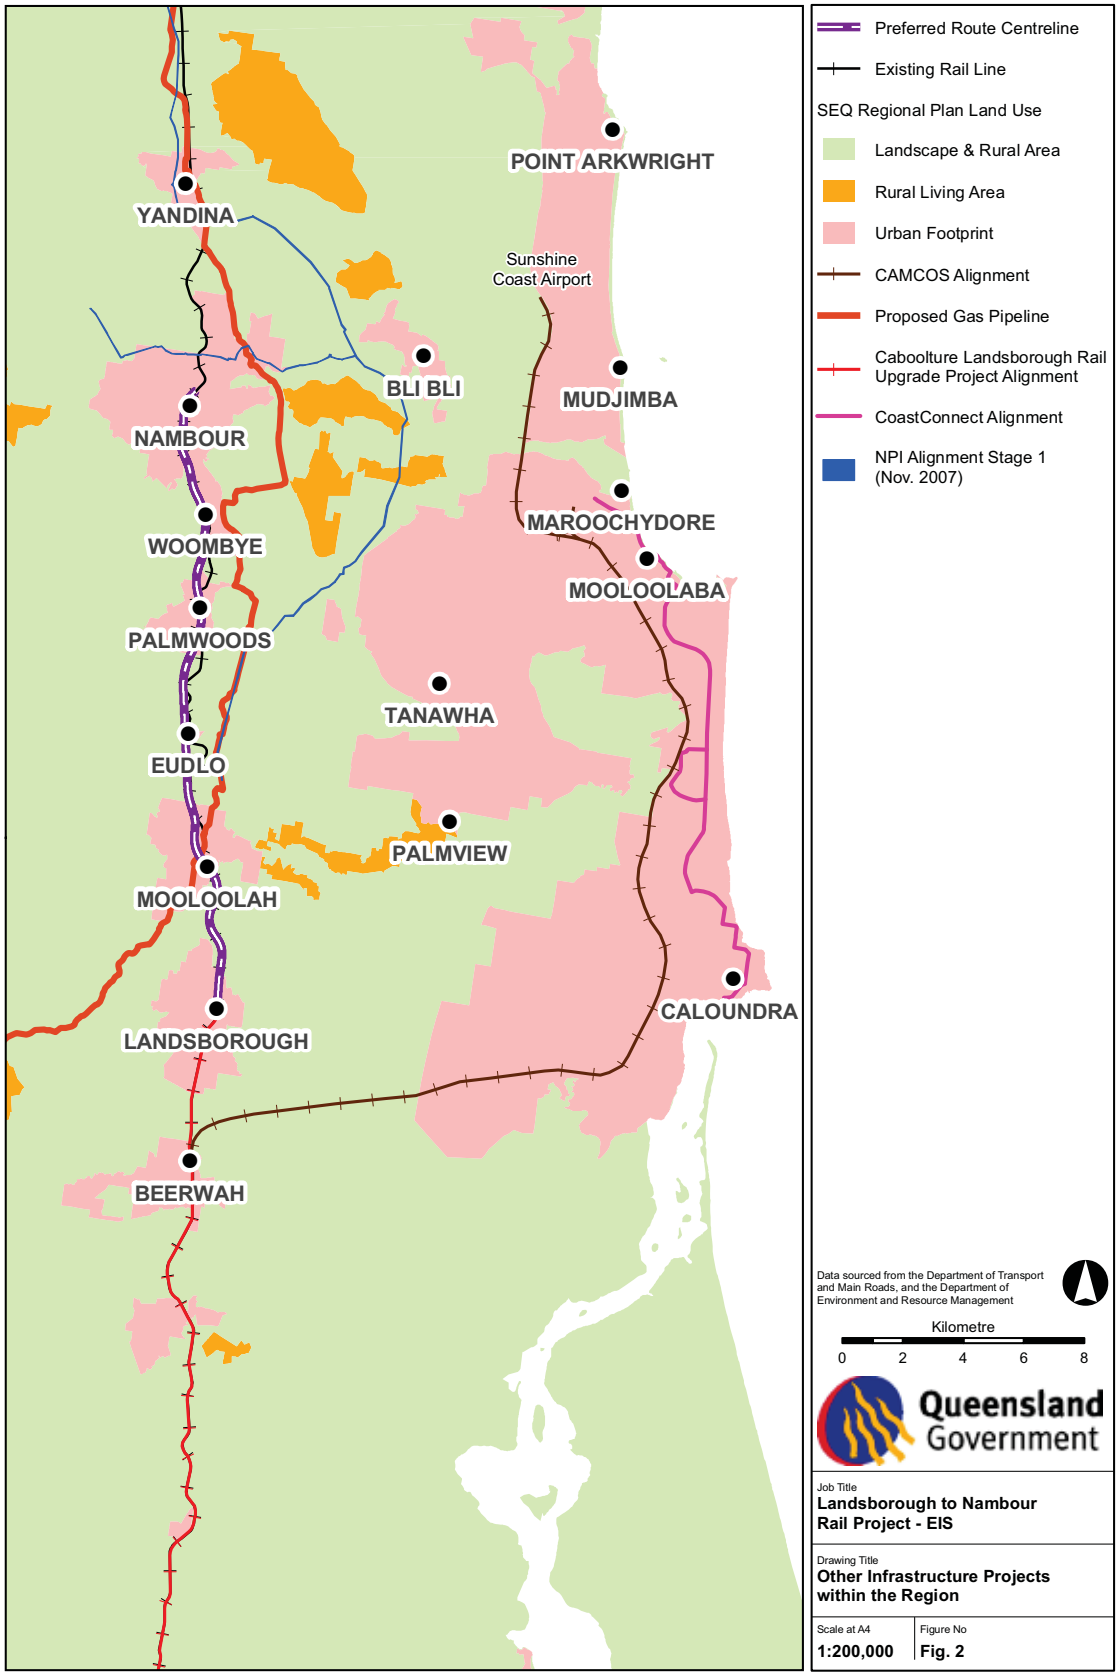 POINT ARKWRIGHT
YANDINA
Sunshine
Coast Airport
BLI BLI
MUDJIMBA
NAMBOUR
MAROOCHYDORE
WOOMBYE
MOOLOOLABA
PALMWOODS
TANAWHA
EUDLO
PALMVIEW
MOOLOOLAH
CALOUNDRA
LANDSBOROUGH
BEERWAH
Preferred Route Centreline
Existing Rail Line
SEQ Regional Plan Land Use
Landscape & Rural Area
Rural Living Area
Urban Footprint
CAMCOS Alignment
Proposed Gas Pipeline
Caboolture Landsborough Rail
Upgrade Project Alignment
CoastConnect Alignment
NPI Alignment Stage 1
(Nov. 2007)
Data sourced from the Department of Transport
and Main Roads, and the Department of
Environment and Resource Management
Kilometre
0 2 4 6 8
Queensland
Government
Job Title
Landsborough to Nambour
Rail Project - EIS
Drawing Title
Other Infrastructure Projects
within the Region
Scale at A4
1:200,000
Figure No
Fig. 2